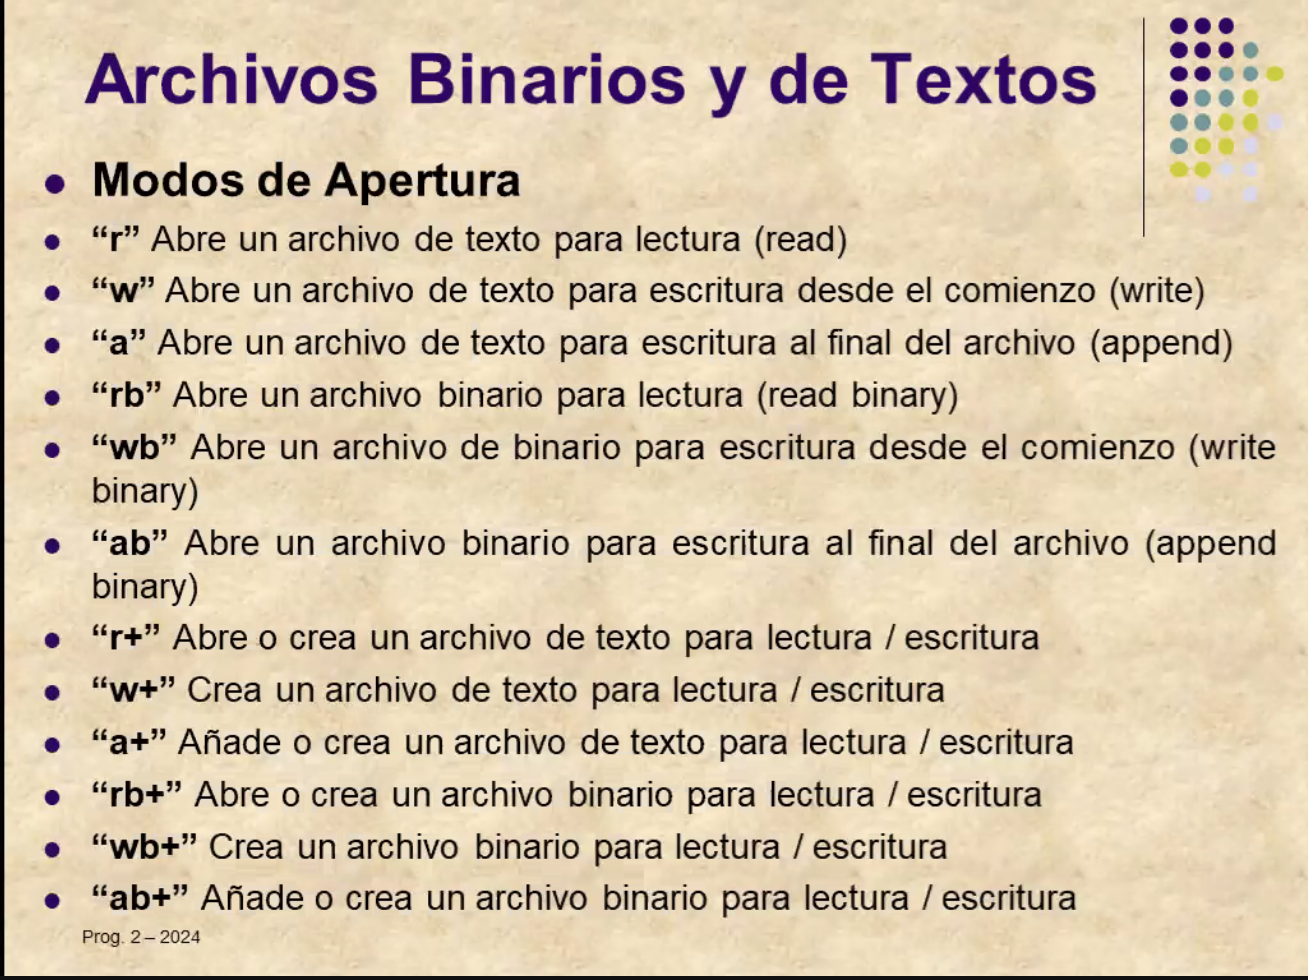 Archivos Binarios y de Textos
Modos de Apertura
“r” Abre un archivo de texto para lectura (read)
“w” Abre un archivo de texto para escritura desde el comienzo (write)
“a” Abre un archivo de texto para escritura al final del archivo (append)
“rb” Abre un archivo binario para lectura (read binary)
“wb” Abre un archivo de binario para escritura desde el comienzo (write
binary)
“ab” Abre un archivo binario para escritura al final del archivo (append
binary)
“r+” Abre o crea un archivo de texto para lectura / escritura
“w+” Crea un archivo de texto para lectura / escritura
“a+” Añade o crea un archivo de texto para lectura / escritura
“rb+” Abre o crea un archivo binario para lectura / escritura
“wb+” Crea un archivo binario para lectura / escritura
“ab+” Añade o crea un archivo binario para lectura / escritura
Prog. 2 – 2024